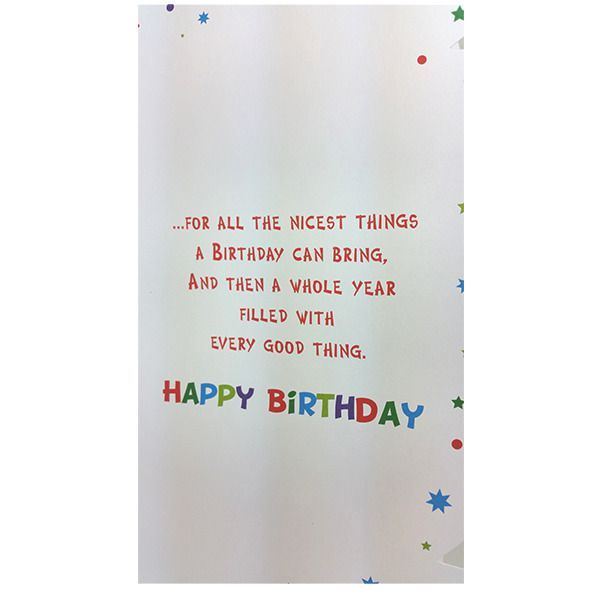 ...FOR ALL THE NICEST THINGS
A BIRTHDAY CAN BRING,
AND THEN A WHOLE YEAR
FILLED WITH
EVERY GOOD THING.
HAPPY BiRTHDAY